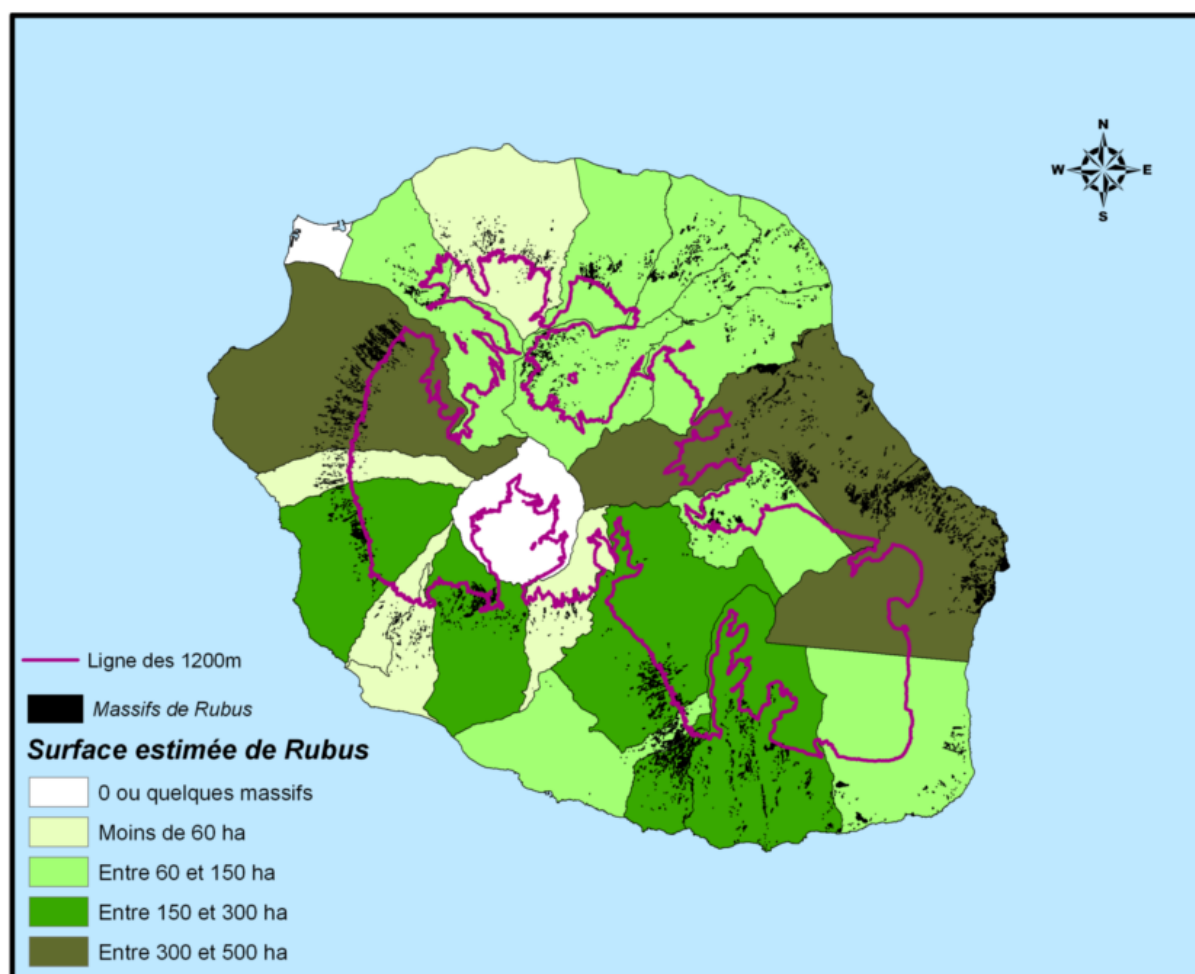 N
W E
S
Ligne des 1200m
Massifs de Rubus
Surface estimée de Rubus
0 ou quelques massifs
Moins de 60 ha
Entre 60 et 150 ha
Entre 150 et 300 ha
Entre 300 et 500 ha